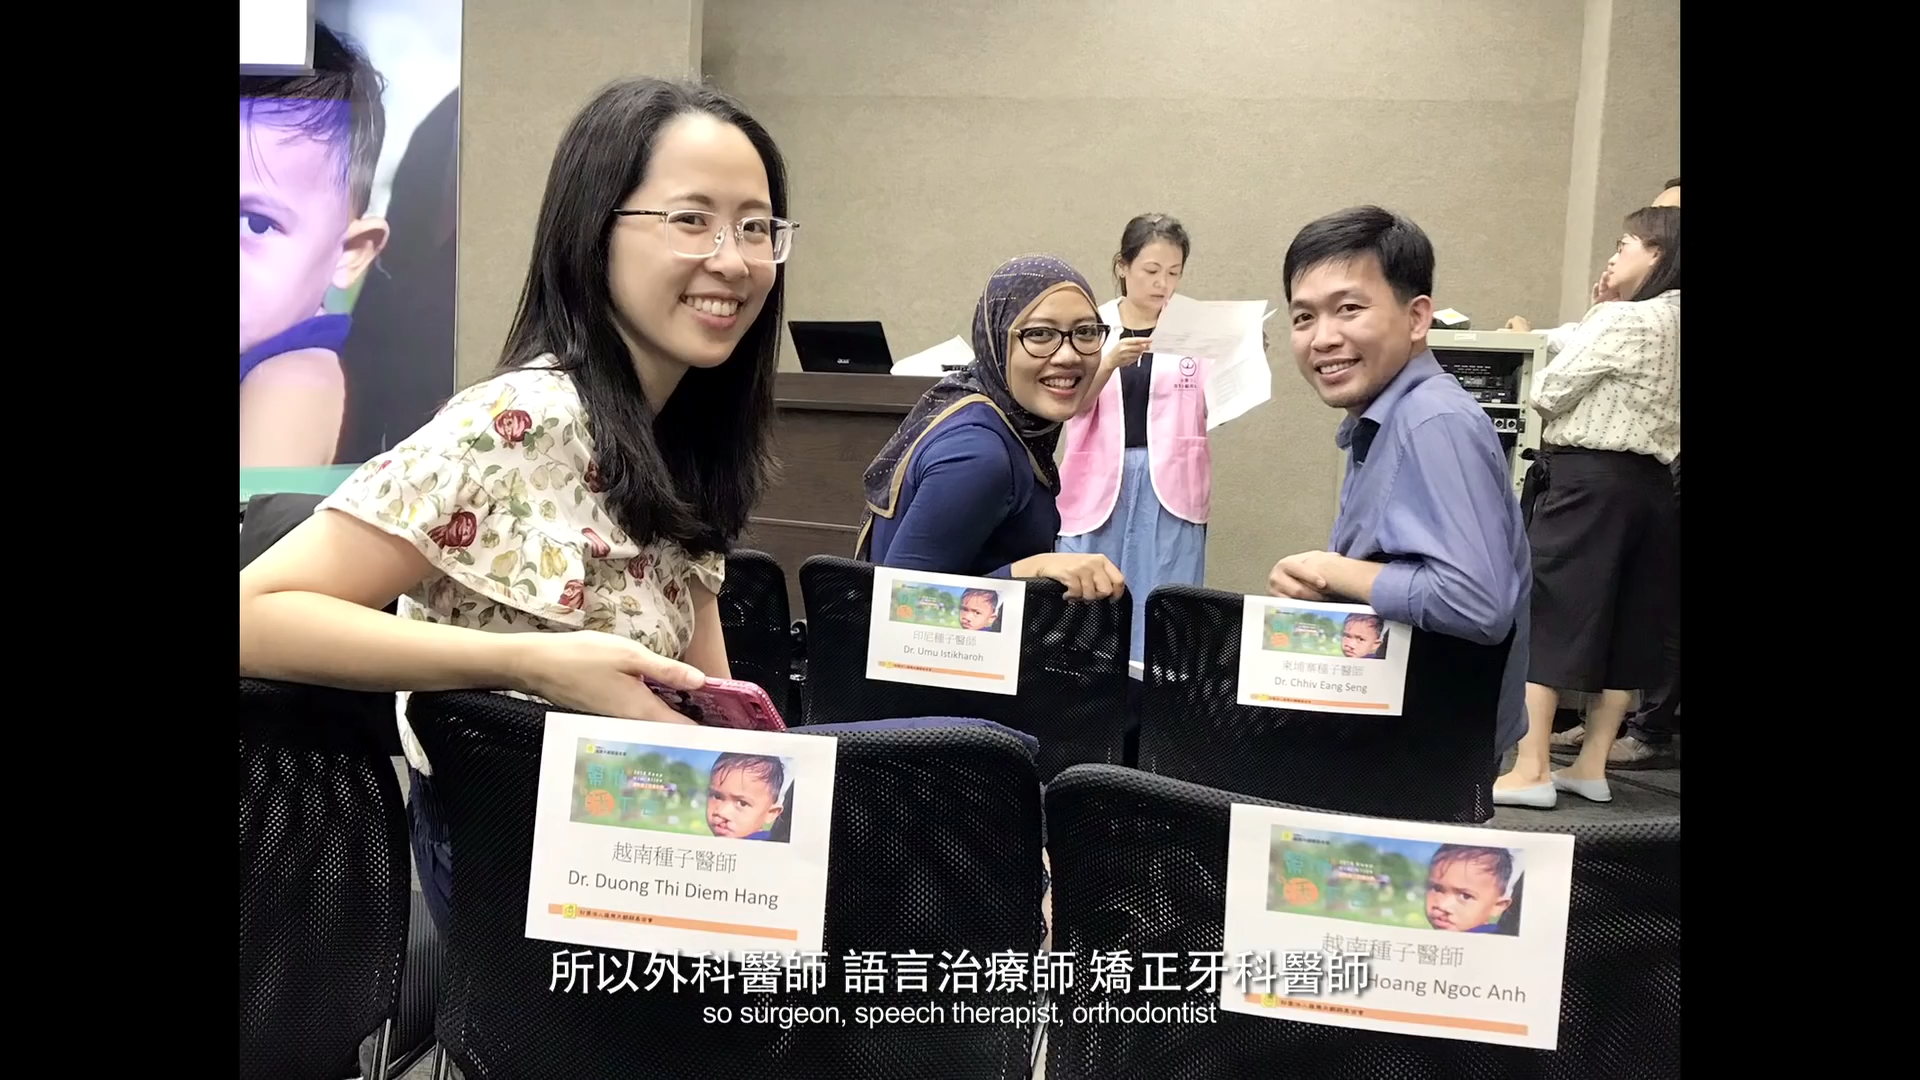 印尼種子醫師
Dr. Umu Istikharoh
柬埔寨種子醫師
Dr. Chhiv Eang Seng
越南種子醫師
Dr. Duong Thi Diem Hang
越南種子醫師
Hoang Ngoc Anh
所以外科醫師 語言治療師 矯正牙科醫師
so surgeon, speech therapist, orthodontist